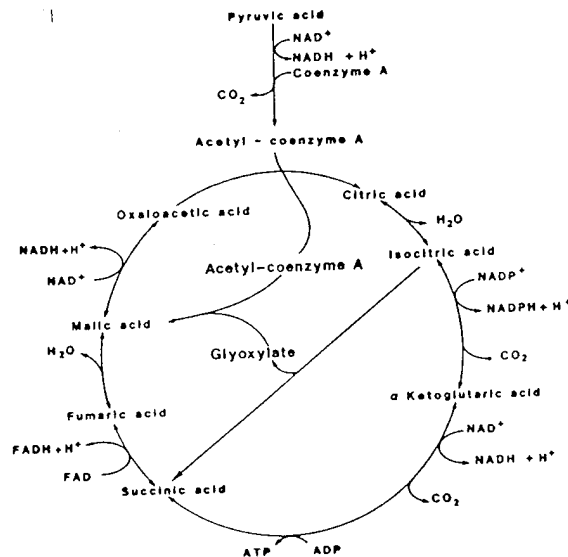 Pyruvic acid
NAD⁺
NADH + H⁺
Coenzyme A
CO₂
Acetyl - coenzyme A
Citric acid
Oxaloacetic acid
H₂O
NADH+H⁺
Isocitric acid
Acetyl-coenzyme A
NADP⁺
NAD⁺
NADPH+H⁺
Malic acid
Glyoxylate
H₂O
CO₂
α Ketoglutaric acid
Fumaric acid
NAD⁺
FADH+H⁺
NADH + H⁺
FAD
Succinic acid
CO₂
ATP
ADP